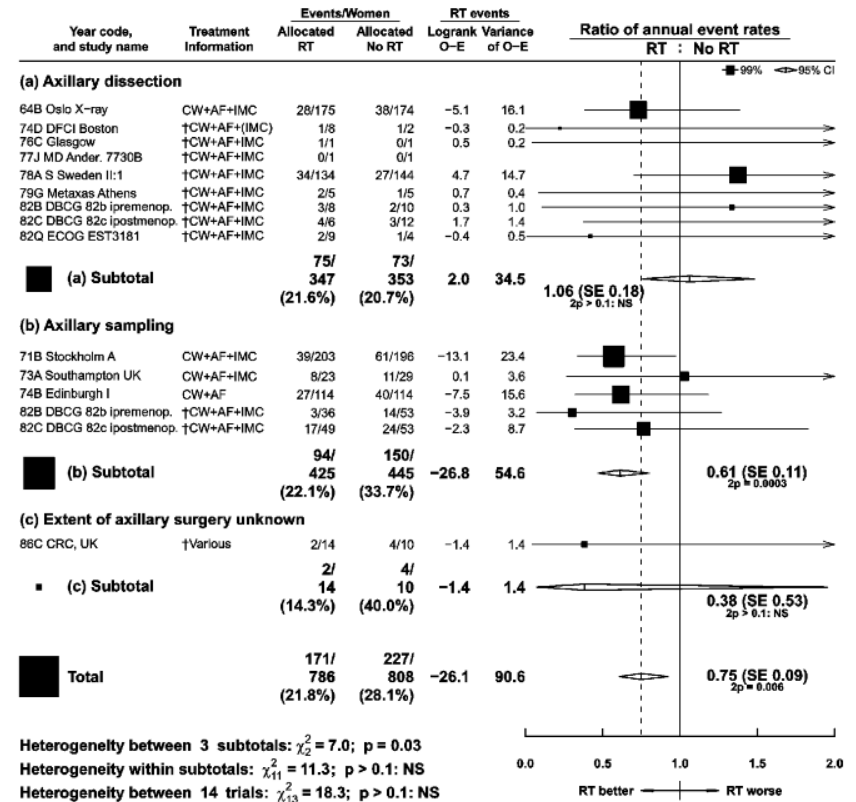 Events/Women RT events
Year code, Treatment Allocated Allocated Logrank Variance Ratio of annual event rates
and study name Information RT No RT O−E of O−E RT : No RT
99% 95% CI
(a) Axillary dissection
64B Oslo X−ray CW+AF+IMC 28/175 38/174 −5.1 16.1
74D DFCI Boston †CW+AF+(IMC) 1/8 1/2 −0.3 0.2
76C Glasgow †CW+AF+IMC 1/1 0/1 0.5 0.2
77J MD Ander. 7730B †CW+AF+IMC 0/1 0/1
78A S Sweden II:1 †CW+AF+IMC 34/134 27/144 4.7 14.7
79G Metaxas Athens †CW+AF+IMC 2/5 1/5 0.7 0.4
82B DBCG 82b ipremenop. †CW+AF+IMC 3/8 2/10 0.3 1.0
82C DBCG 82c ipostmenop. †CW+AF+IMC 4/6 3/12 1.7 1.4
82Q ECOG EST3181 †CW+AF+IMC 2/9 1/4 −0.4 0.5
75/ 73/
(a) Subtotal 347 353 2.0 34.5
(21.6%) (20.7%) 1.06 (SE 0.18)
2p > 0.1: NS
(b) Axillary sampling
71B Stockholm A CW+AF+IMC 39/203 61/196 −13.1 23.4
73A Southampton UK CW+AF+IMC 8/23 11/29 0.1 3.6
74B Edinburgh I CW+AF 27/114 40/114 −7.5 15.6
82B DBCG 82b ipremenop. †CW+AF+IMC 3/36 14/53 −3.9 3.2
82C DBCG 82c ipostmenop. †CW+AF+IMC 17/49 24/53 −2.3 8.7
94/ 150/
(b) Subtotal 425 445 −26.8 54.6 0.61 (SE 0.11)
(22.1%) (33.7%) 2p = 0.0003
(c) Extent of axillary surgery unknown
86C CRC, UK †Various 2/14 4/10 −1.4 1.4
2/ 4/
(c) Subtotal 14 10 −1.4 1.4
(14.3%) (40.0%) 0.38 (SE 0.53)
2p > 0.1: NS
171/ 227/
Total 786 808 −26.1 90.6 0.75 (SE 0.09)
(21.8%) (28.1%) 2p = 0.006
Heterogeneity between 3 subtotals: χ²₂ = 7.0; p = 0.03
Heterogeneity within subtotals: χ²₁₁ = 11.3; p > 0.1: NS
Heterogeneity between 14 trials: χ²₁₃ = 18.3; p > 0.1: NS
0.0 0.5 1.0 1.5 2.0
RT better RT worse